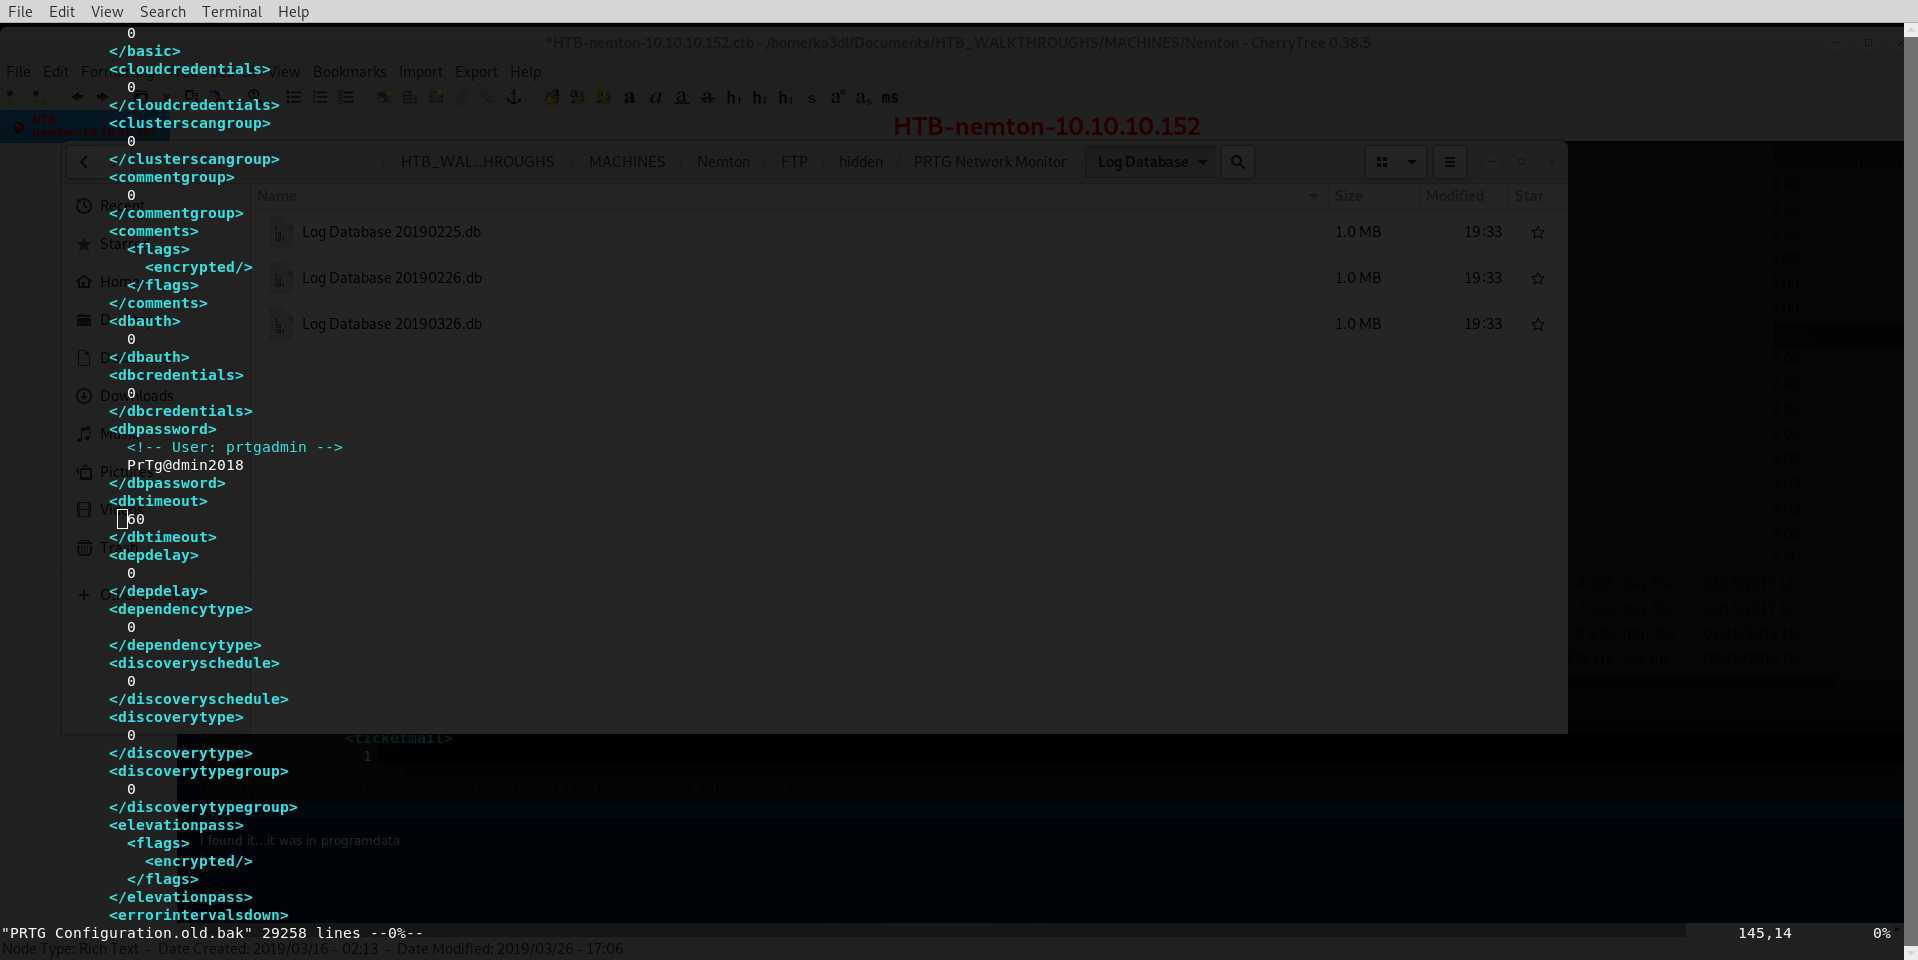 File Edit View Search Terminal Help
*HTB-nemton-10.10.10.152.ctb - /home/ka3dl/Documents/HTB_WALKTHROUGHS/MACHINES/Nemton - CherryTree 0.38.5
File Edit View Bookmarks Import Export Help
HTB-nemton-10.10.10.152
HTB_WAL...HROUGHS / MACHINES / Nemton / FTP / hidden / PRTG Network Monitor Log Database
Name Size Modified Star
Recent
Log Database 20190225.db 1.0 MB 19:33
Log Database 20190226.db 1.0 MB 19:33
Log Database 20190326.db 1.0 MB 19:33
Downloads
Pictures
Trash
0
</basic>
<cloudcredentials>
0
</cloudcredentials>
<clusterscangroup>
0
</clusterscangroup>
<commentgroup>
0
</commentgroup>
<comments>
<flags>
<encrypted/>
</flags>
</comments>
<dbauth>
0
</dbauth>
<dbcredentials>
0
</dbcredentials>
<dbpassword>
<!-- User: prtgadmin -->
PrTg@dmin2018
</dbpassword>
<dbtimeout>
60
</dbtimeout>
<depdelay>
0
</depdelay>
<dependencytype>
0
</dependencytype>
<discoveryschedule>
0
</discoveryschedule>
<discoverytype>
0
</discoverytype>
<discoverytypegroup>
0
</discoverytypegroup>
<elevationpass>
<flags>
<encrypted/>
</flags>
</elevationpass>
<errorintervalsdown>
<ticketmail>
1
I found it...it was in programdata
"PRTG Configuration.old.bak" 29258 lines --0%-- 145,14 0%
Node Type: Rich Text - Date Created: 2019/03/16 - 02:13 - Date Modified: 2019/03/26 - 17:06